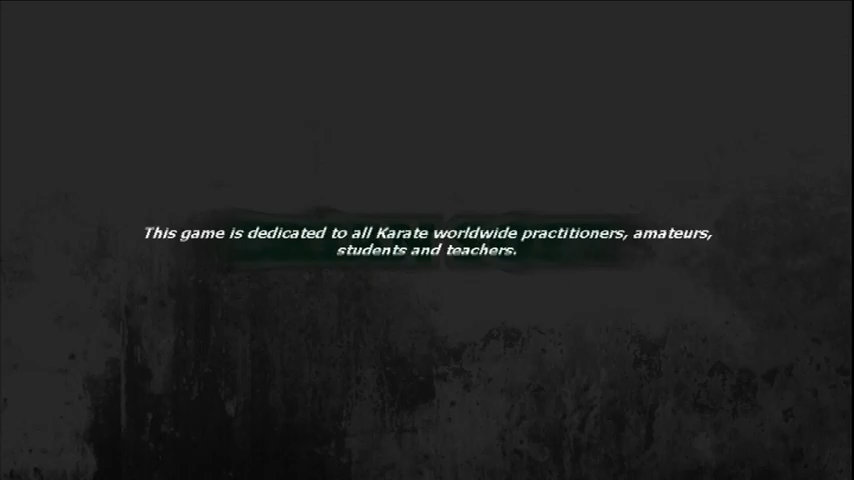 This game is dedicated to all Karate worldwide practitioners, amateurs,
students and teachers.